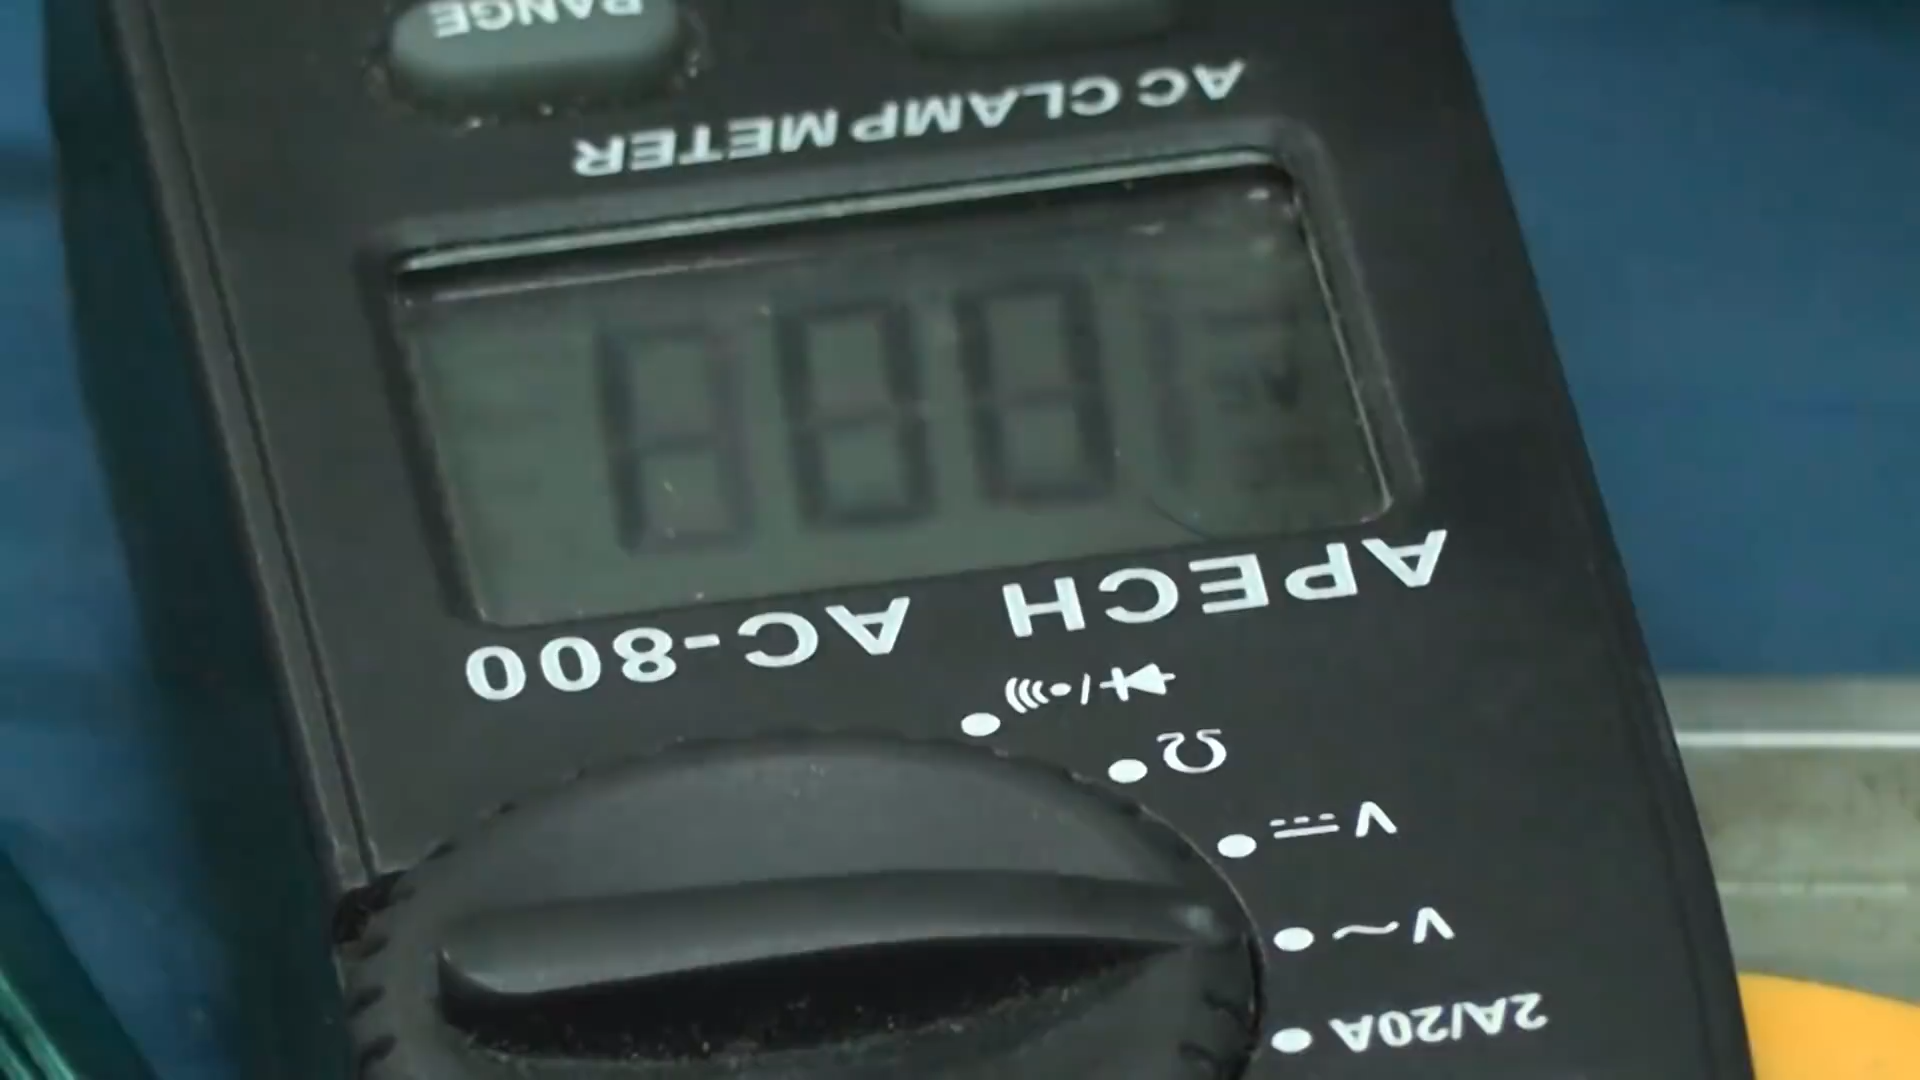 2A/20A
V~
V⎓
Ω
APECH AC-800
AC CLAMP METER
RANGE